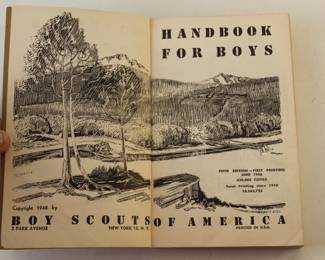 HANDBOOK
FOR BOYS
FIFTH EDITION—FIRST PRINTING
JUNE 1948
Total Printing since 1910
Copyright 1948 by
BOY SCOUTS OF AMERICA
2 PARK AVENUE NEW YORK 16, N. Y. PRINTED IN U.S.A.